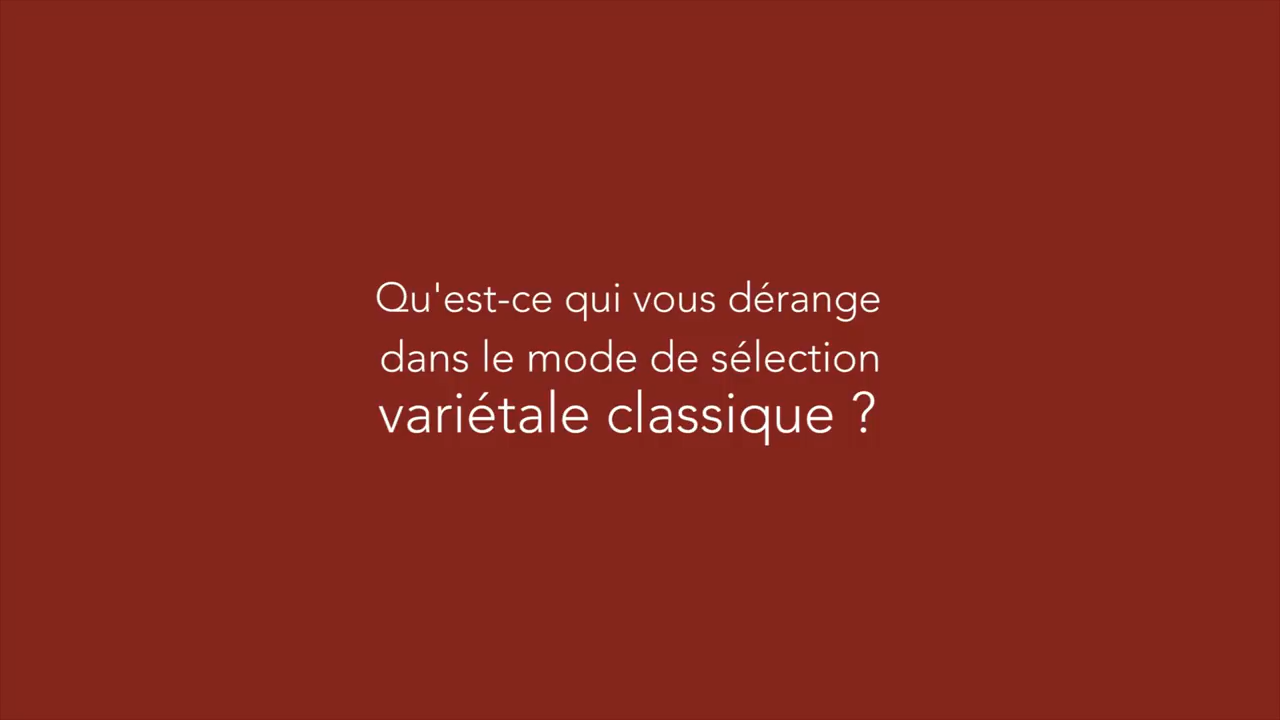 Qu'est-ce qui vous dérange
dans le mode de sélection
variétale classique ?